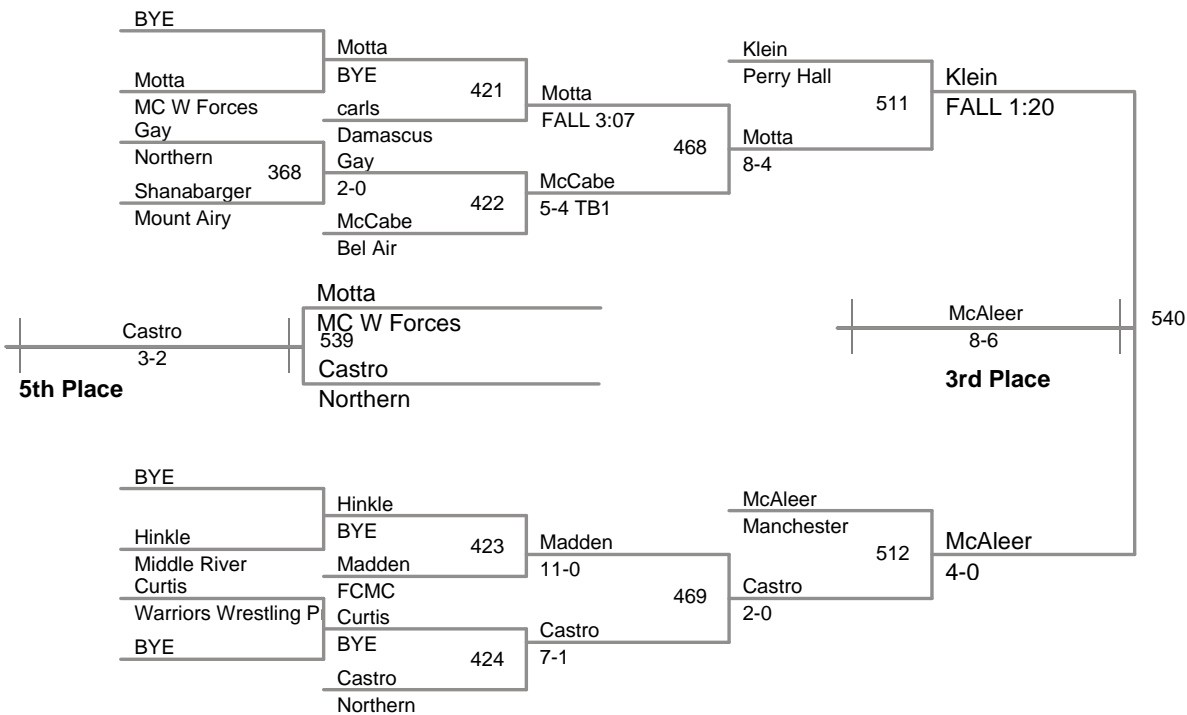 BYE
Motta
MC W Forces
Gay
Northern
368
Shanabarger
Mount Airy
Motta
BYE
421
carls
Damascus
Gay
2-0
422
McCabe
Bel Air
Motta
FALL 3:07
468
McCabe
5-4 TB1
Klein
Perry Hall
511
Motta
8-4
Klein
FALL 1:20
Motta
MC W Forces
539
Castro
Northern
Castro
3-2
5th Place
McAleer
8-6
3rd Place
540
BYE
Hinkle
Middle River
Curtis
Warriors Wrestling
BYE
Hinkle
BYE
423
Madden
FCMC
Curtis
BYE
424
Castro
Northern
Madden
11-0
469
Castro
7-1
McAleer
Manchester
512
Castro
2-0
McAleer
4-0